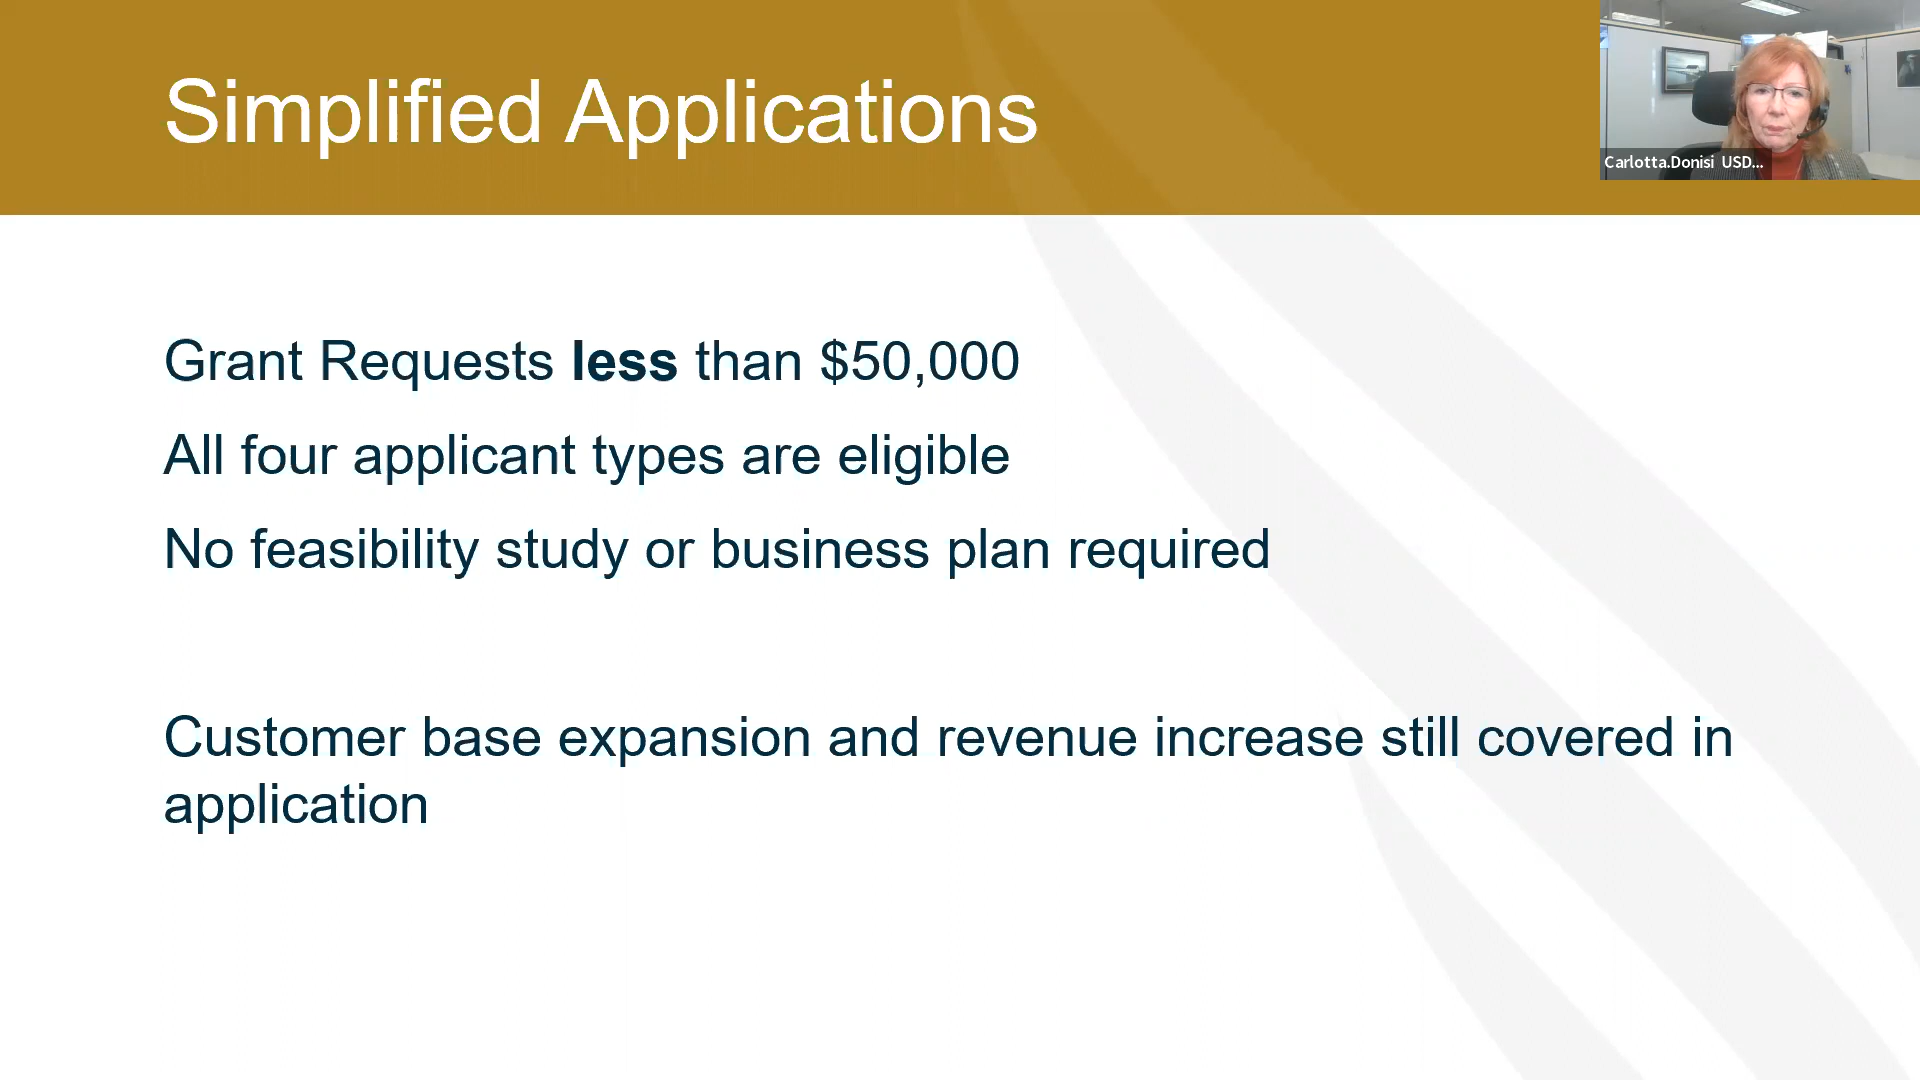 Simplified Applications
Carlotta.Donisi USD...
Grant Requests less than $50,000
All four applicant types are eligible
No feasibility study or business plan required
Customer base expansion and revenue increase still covered in
application